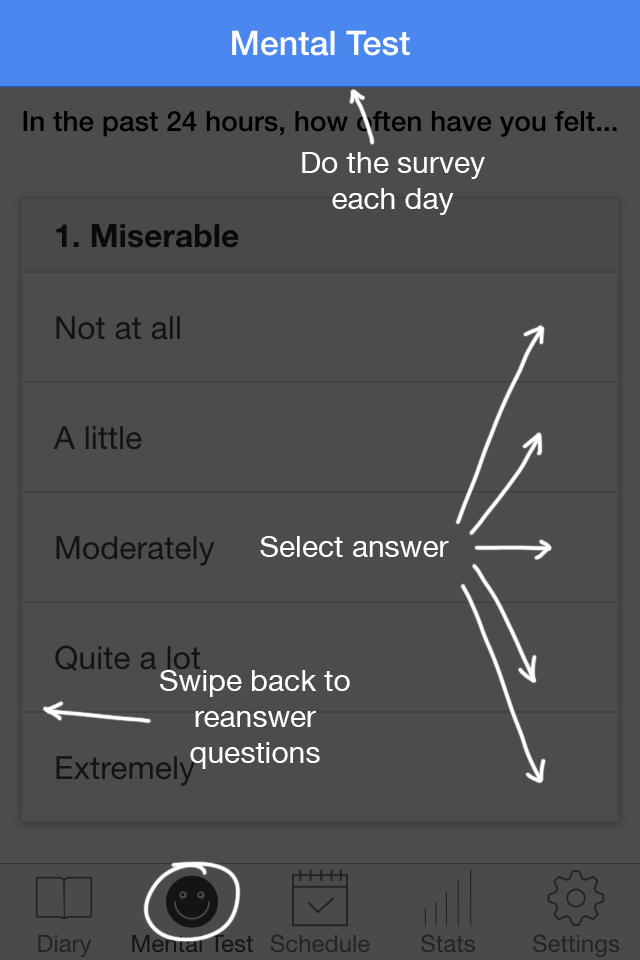 Mental Test
In the past 24 hours, how often have you felt...
Do the survey
each day
1. Miserable
Not at all
A little
Moderately
Select answer
Quite a lot
Swipe back to
reanswer
questions
Extremely
Diary
Mental Test
Schedule
Stats
Settings